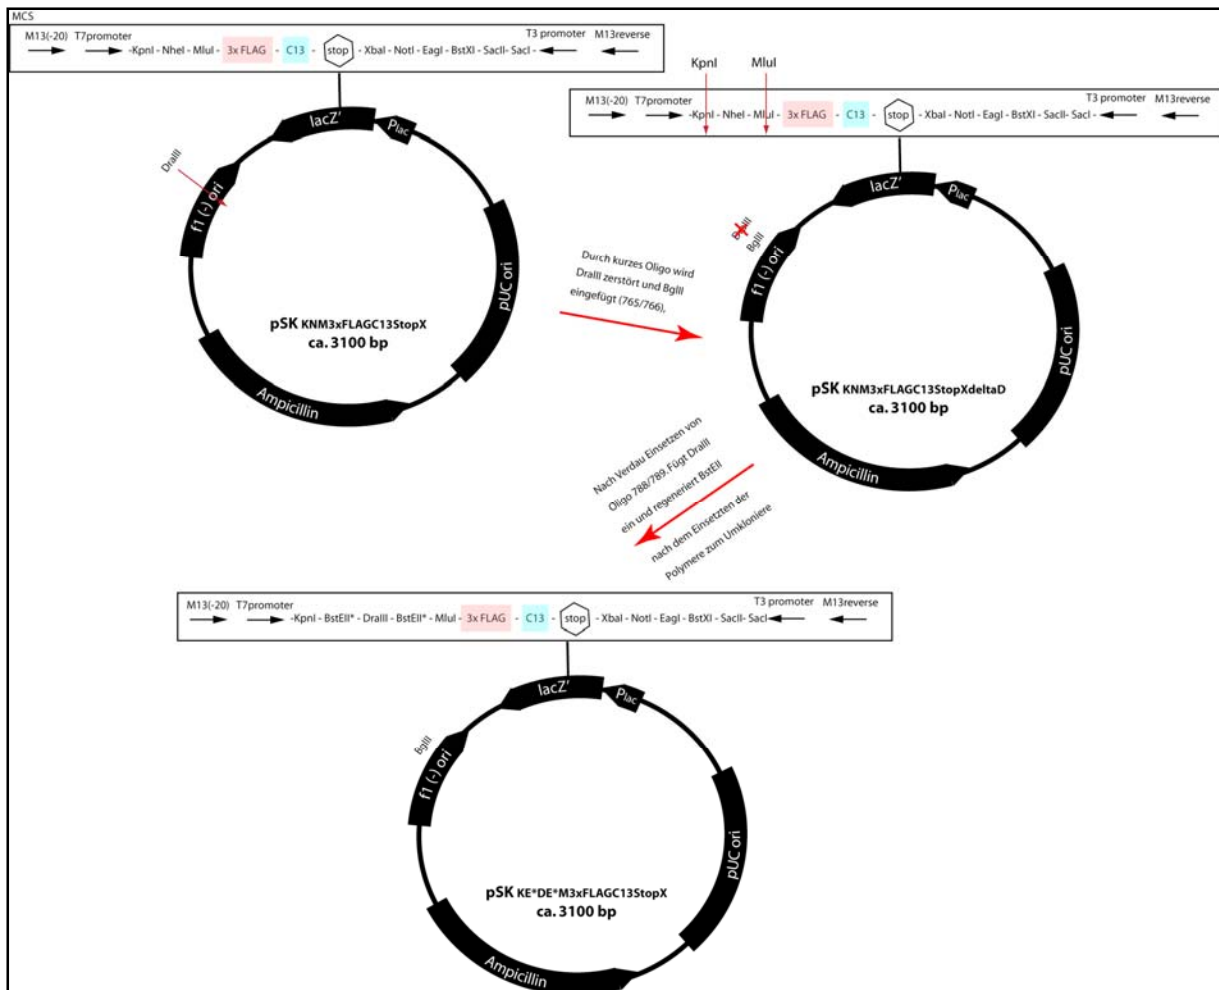 MCS
M13(-20) T7promoter
-KpnI - NheI - MluI - 3x FLAG - C13 - stop - XbaI - NotI - EagI - BstXI - SacII- SacI -
T3 promoter M13reverse
lacZ'
Plac
DraIII
f1 (-) ori
pUC ori
pSK KNM3xFLAGC13StopX
ca. 3100 bp
Ampicillin
KpnI MluI
M13(-20) T7promoter
-KpnI- NheI- MluI - 3x FLAG - C13 - stop - XbaI- NotI - EagI - BstXI - SacII- SacI -
T3 promoter M13reverse
lacZ'
Plac
DraIII
BglII
f1 (-) ori
pUC ori
pSK KNM3xFLAGC13StopXdeltaD
ca. 3100 bp
Ampicillin
Durch kurzes Oligo wird
DraIII zerstört und BglII
eingefügt (765/766),
Nach Verdau Einsetzen von
Oligo 788/789. Fügt DraIII
ein und regeneriert BstEII
nach dem Einsetzten der
Polymere zum Umkloniere
M13(-20) T7promoter
-KpnI - BstEII* - DraIII - BstEII* - MluI - 3x FLAG - C13 - stop - XbaI - NotI - EagI - BstXI - SacII- SacI
T3 promoter M13reverse
lacZ'
Plac
BglII
f1 (-) ori
pUC ori
pSK KE*DE*M3xFLAGC13StopX
ca. 3100 bp
Ampicillin